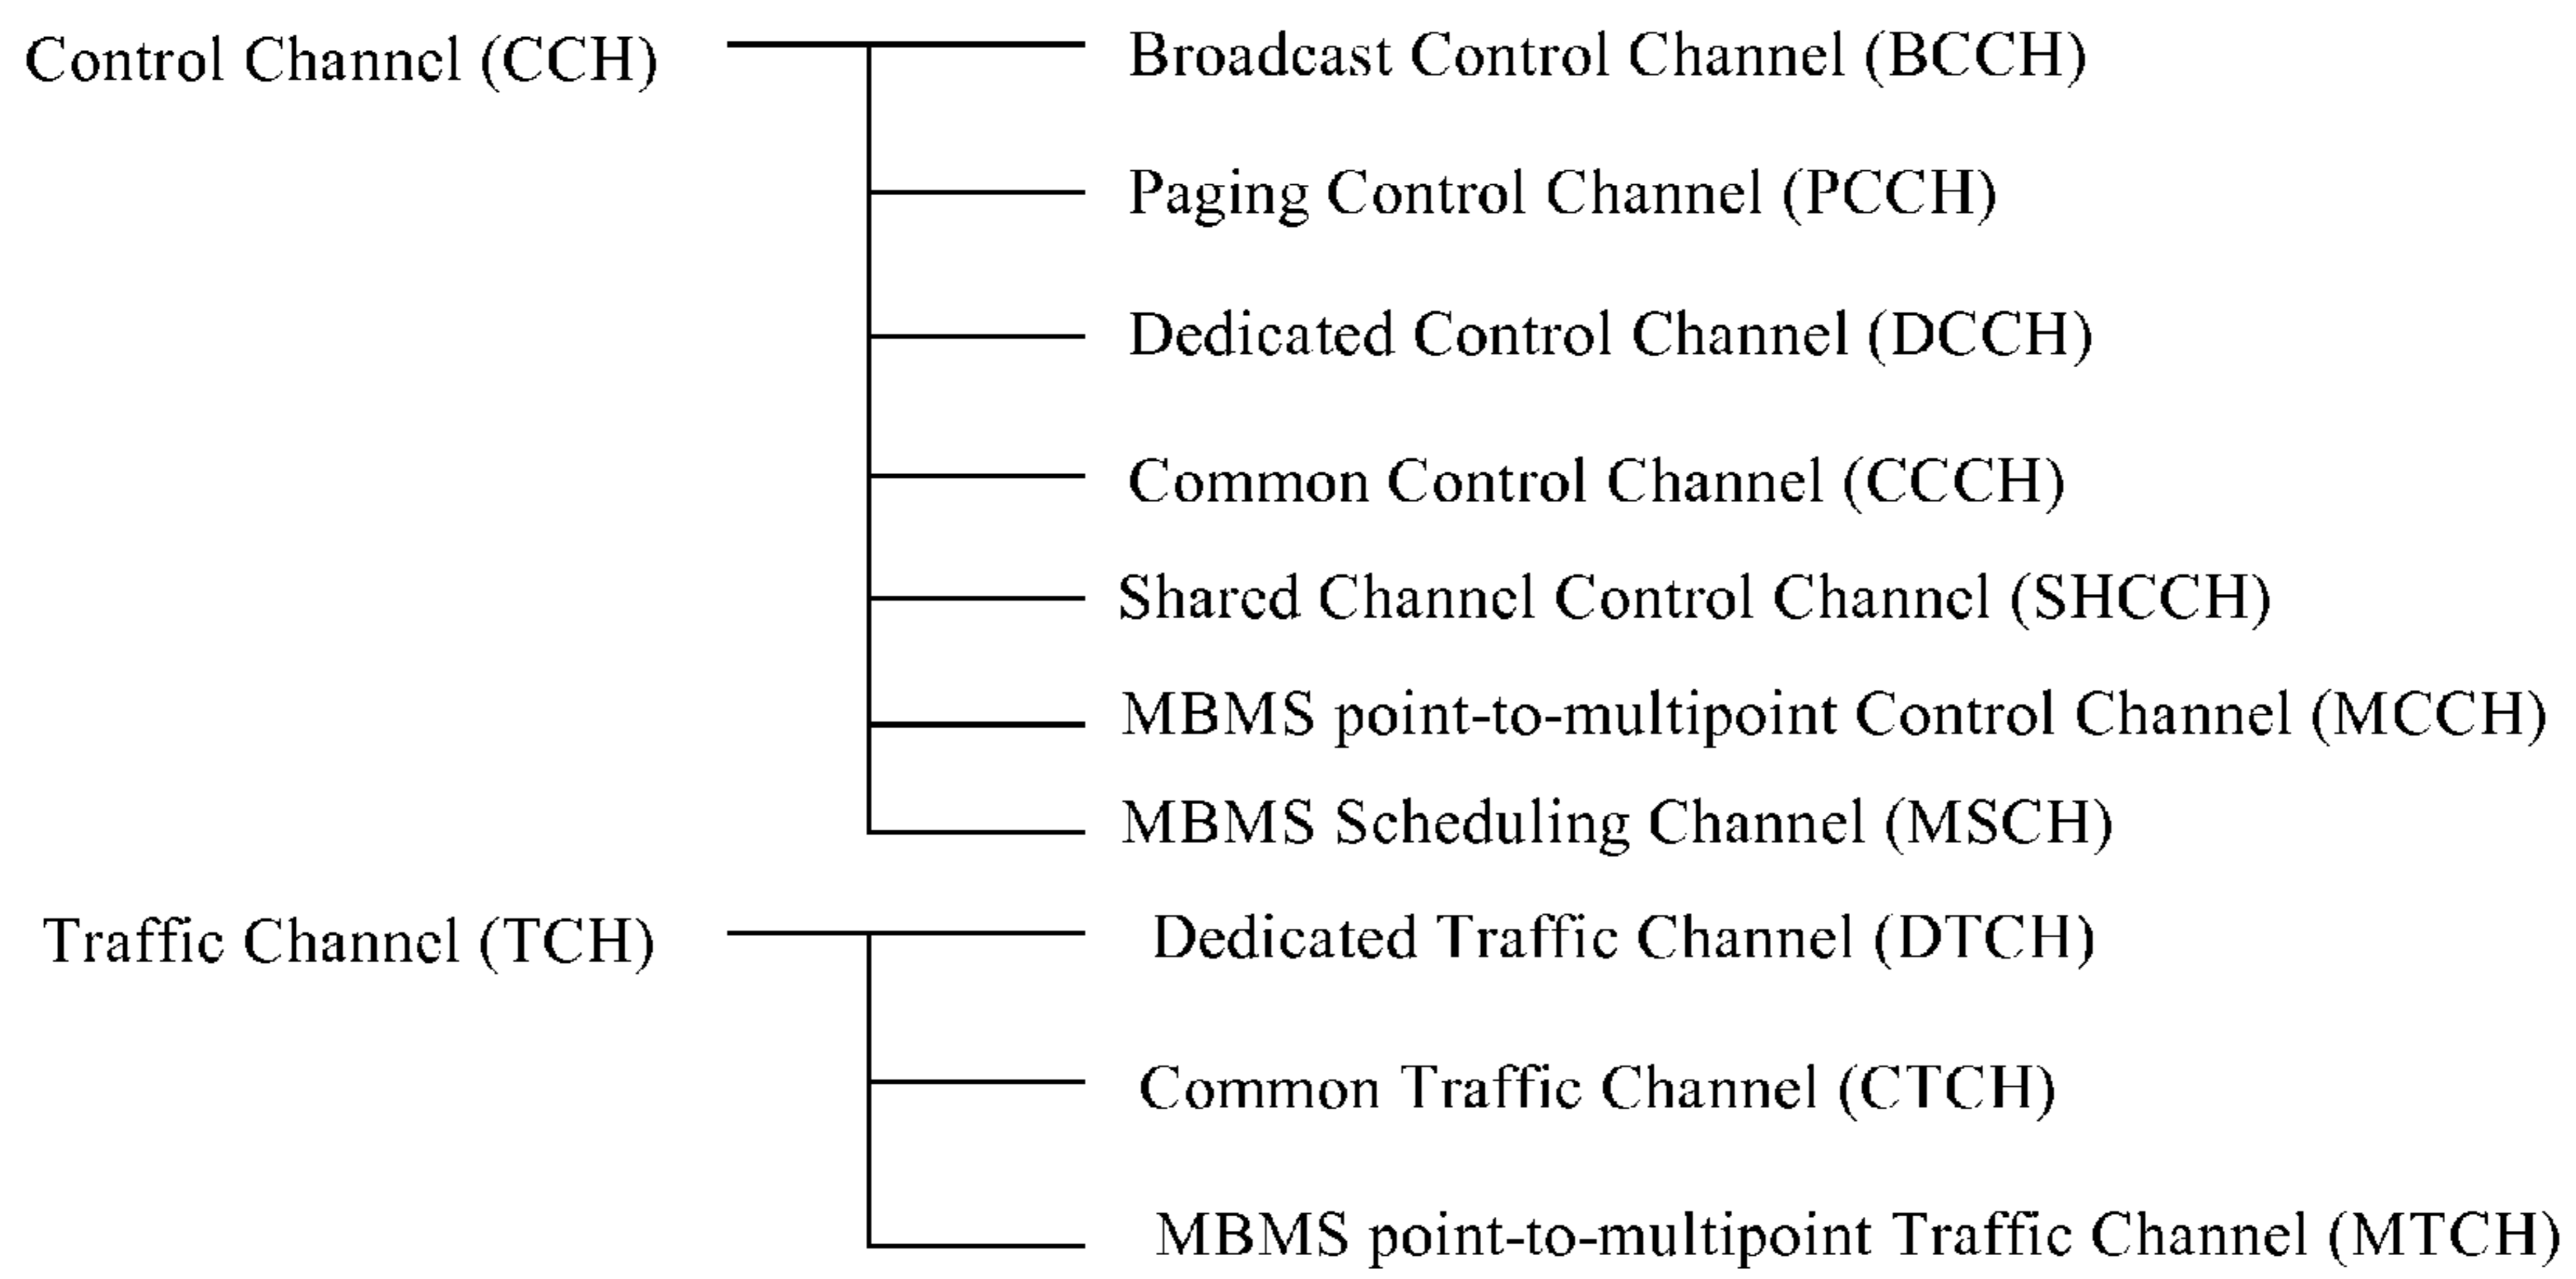 Control Channel (CCH)
Broadcast Control Channel (BCCH)
Paging Control Channel (PCCH)
Dedicated Control Channel (DCCH)
Common Control Channel (CCCH)
Shared Channel Control Channel (SHCCH)
MBMS point-to-multipoint Control Channel (MCCH)
MBMS Scheduling Channel (MSCH)
Traffic Channel (TCH)
Dedicated Traffic Channel (DTCH)
Common Traffic Channel (CTCH)
MBMS point-to-multipoint Traffic Channel (MTCH)